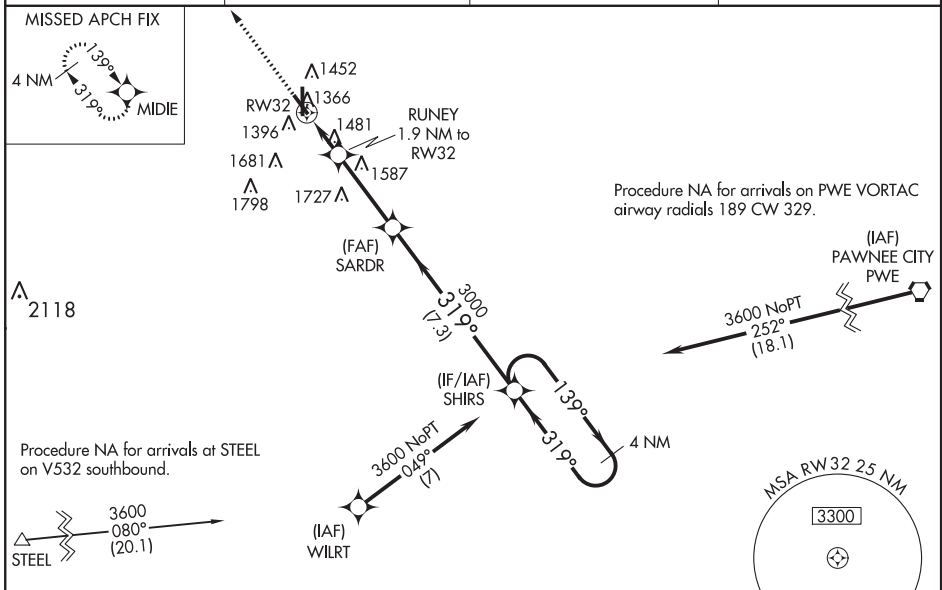 MISSED APCH FIX
139°
4 NM
319°
MIDIE
1452
RW32
1366
1396
1481
RUNEY
1.9 NM to
RW32
1681
1587
1798
1727
Procedure NA for arrivals on PWE VORTAC
airway radials 189 CW 329.
(FAF)
SARDR
(IAF)
PAWNEE CITY
PWE
2118
3000
319°
(7.3)
3600 NoPT
252°
(18.1)
(IF/IAF)
SHIRS
139°
319°
4 NM
Procedure NA for arrivals at STEEL
on V532 southbound.
3600 NoPT
049°
(7)
MSA RW32 25 NM
3300
3600
080°
(20.1)
STEEL
(IAF)
WILRT